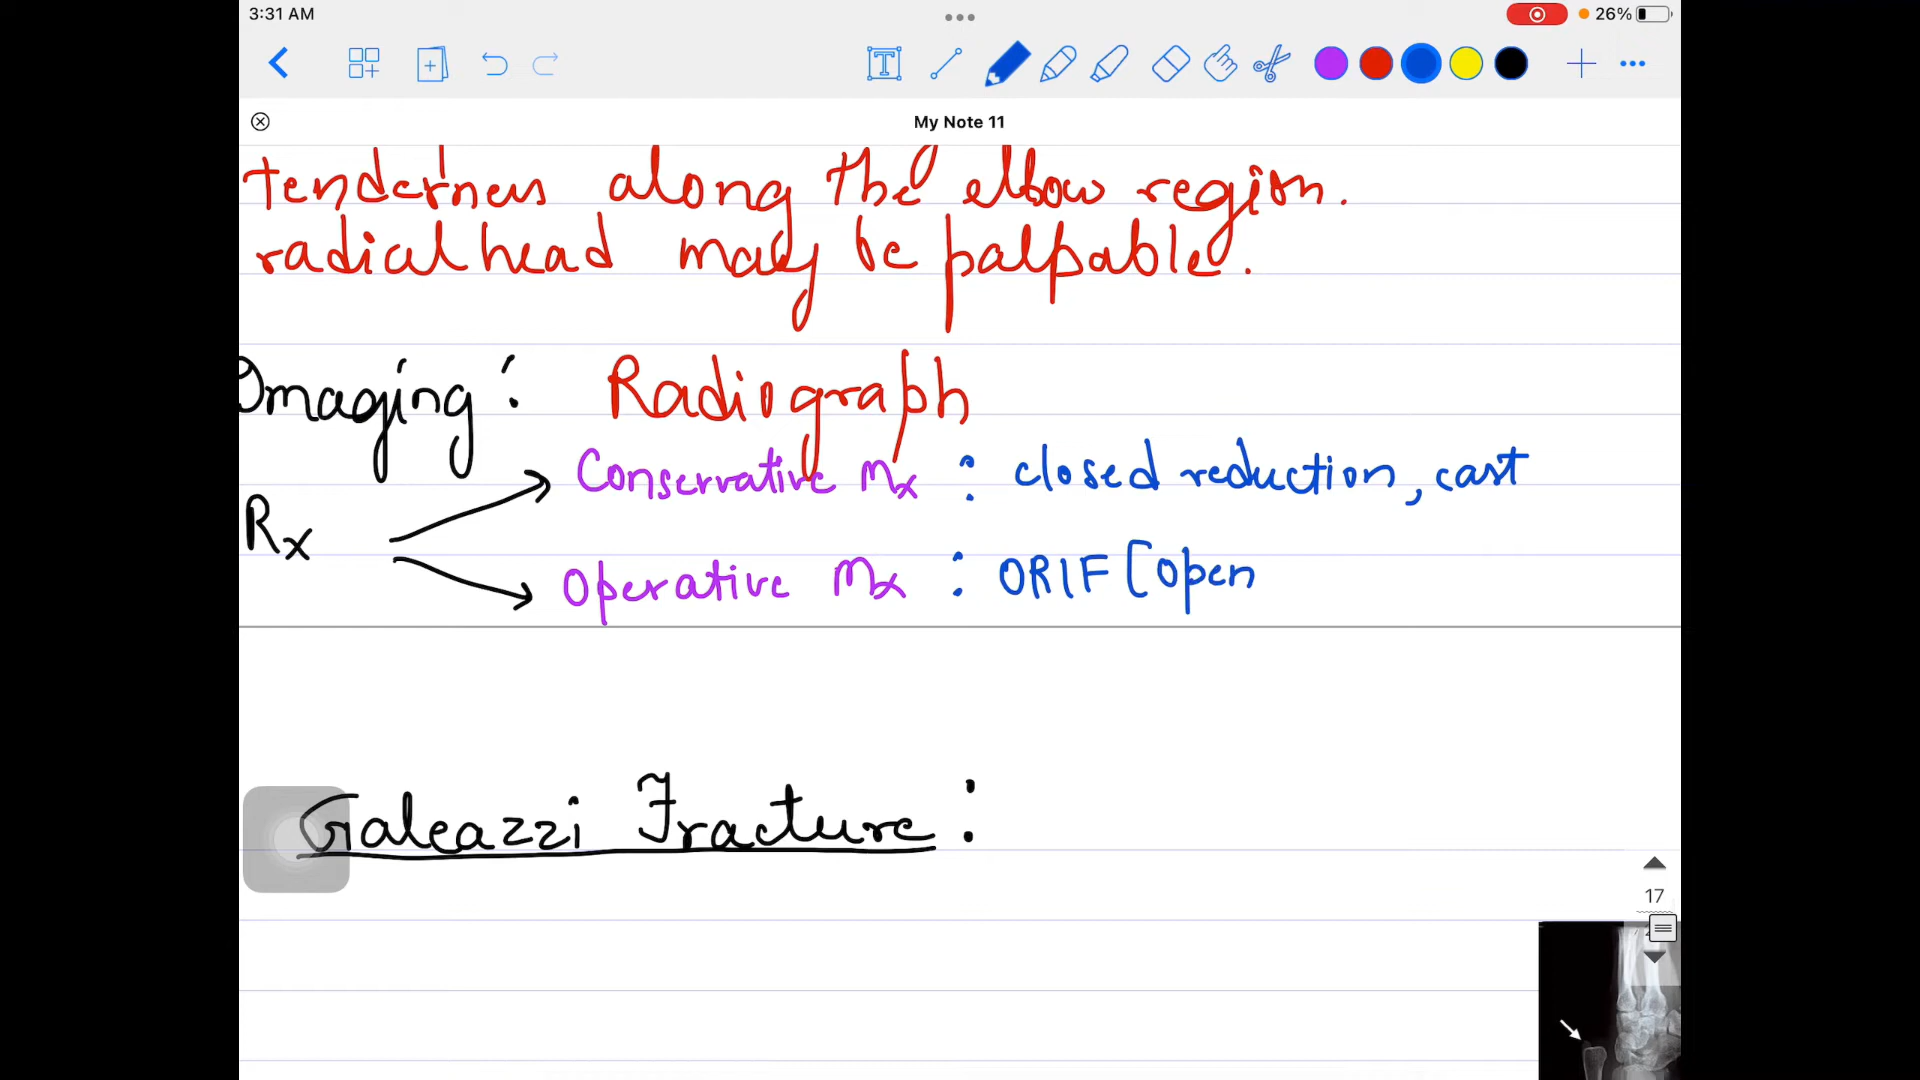 3:31 AM
26%
T
My Note 11
tenderness along the elbow region.
radial head may be palpable.
Imaging: Radiograph
Conservative Mx : closed reduction, cast
Rx
Operative Mx : ORIF [open
Galeazzi Fracture:
17